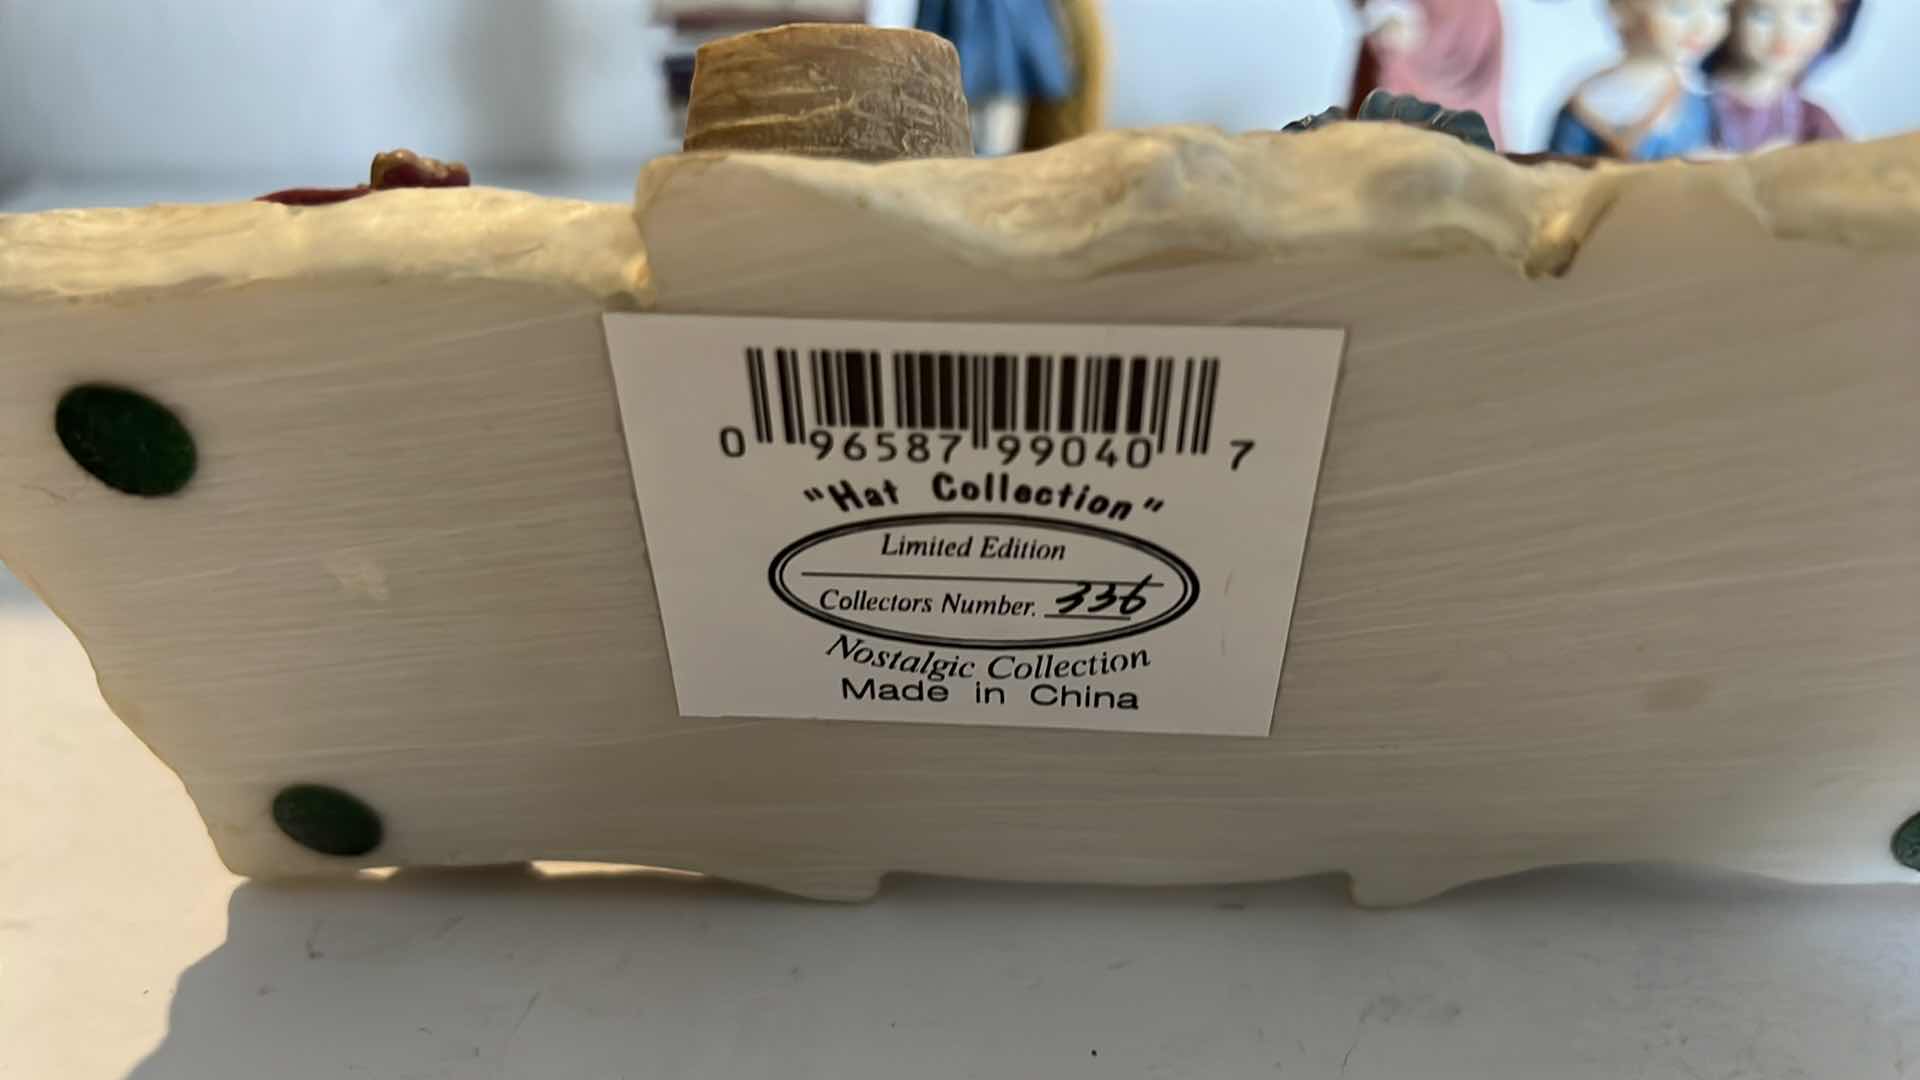 0 96587 99040 7
"Hat Collection"
Limited Edition
Collectors Number. 336
Nostalgic Collection
Made in China